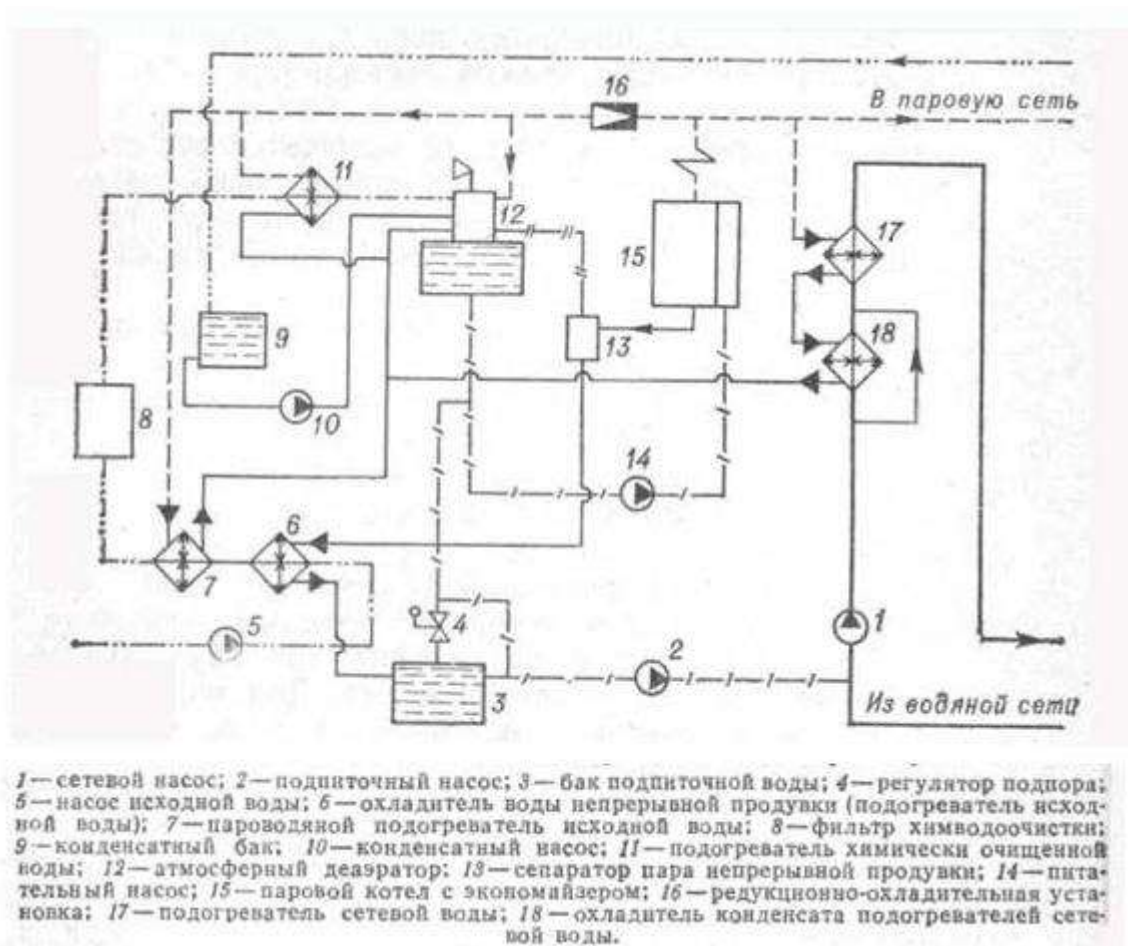 16
В паровую сеть
11
12
17
15
9
18
13
8
10
14
6
7
5
4
1
2
3
Из водяной сети
1—сетевой насос; 2—подпиточный насос; 3—бак подпиточной воды; 4—регулятор подпора;
5—насос исходной воды; 6—охладитель воды непрерывной продувки (подогреватель исход-
ной воды); 7—пароводяной подогреватель исходной воды; 8—фильтр химводоочистки;
9—конденсатный бак; 10—конденсатный насос; 11—подогреватель химически очищенной
воды; 12—атмосферный деаэратор; 13—сепаратор пара непрерывной продувки; 14—пита-
тельный насос; 15—паровой котел с экономайзером; 16—редукционно-охладительная уста-
новка; 17—подогреватель сетевой воды; 18—охладитель конденсата подогревателей сете-
вой воды.